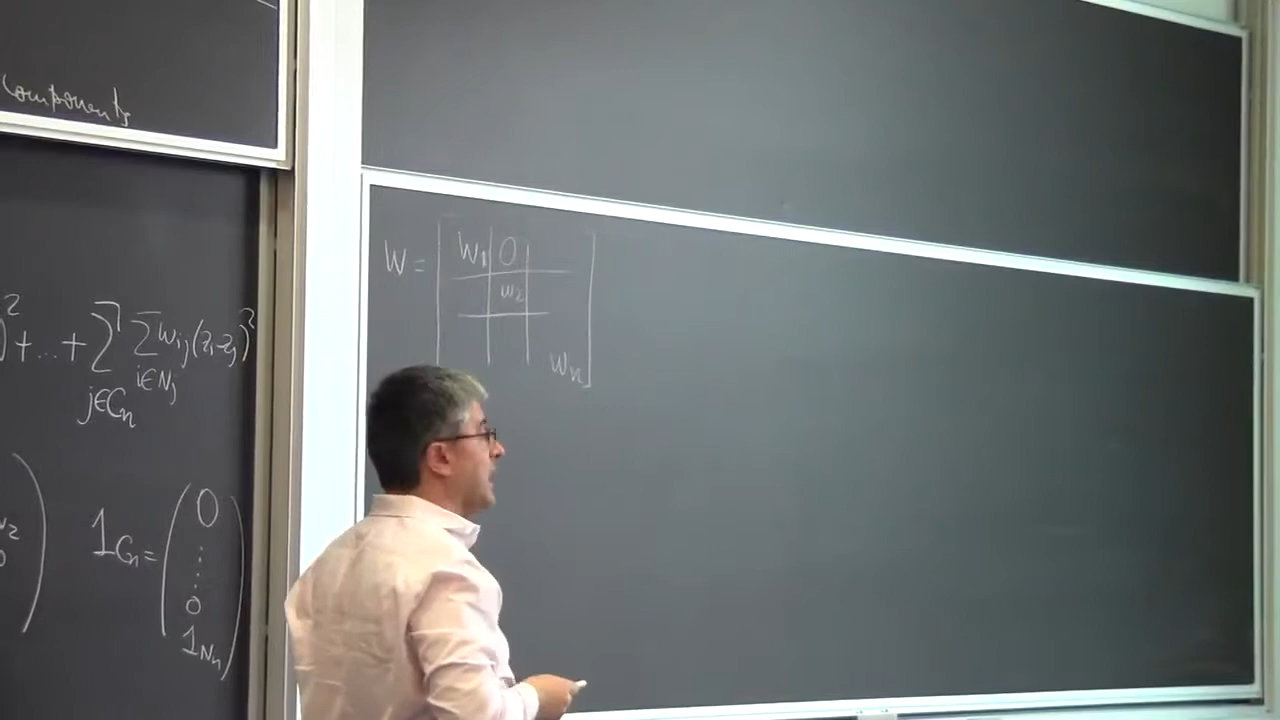 components
)² + ... + ∑ ∑ wij (zi - zj)²
j∈Cn i∈Nj
1Cn = ( 0
⋮
0
1Nn )
W = [ W1 | 0 |
| w2 |
| | Wn ]